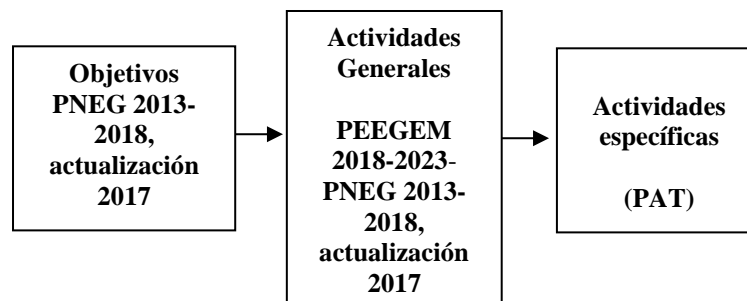 Objetivos
PNEG 2013-
2018,
actualización
2017
Actividades
Generales
PEEGEM
2018-2023-
PNEG 2013-
2018,
actualización
2017
Actividades
específicas
(PAT)